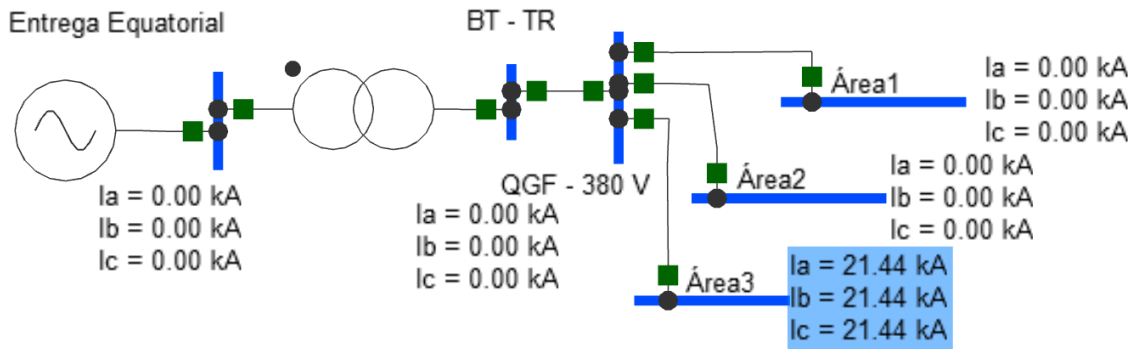 Entrega Equatorial
BT - TR
Área1
Ia = 0.00 kA
Ib = 0.00 kA
Ic = 0.00 kA
Área2
Ia = 0.00 kA
Ib = 0.00 kA
Ic = 0.00 kA
QGF - 380 V
Ia = 0.00 kA
Ib = 0.00 kA
Ic = 0.00 kA
Ia = 0.00 kA
Ib = 0.00 kA
Ic = 0.00 kA
Área3
Ia = 21.44 kA
Ib = 21.44 kA
Ic = 21.44 kA